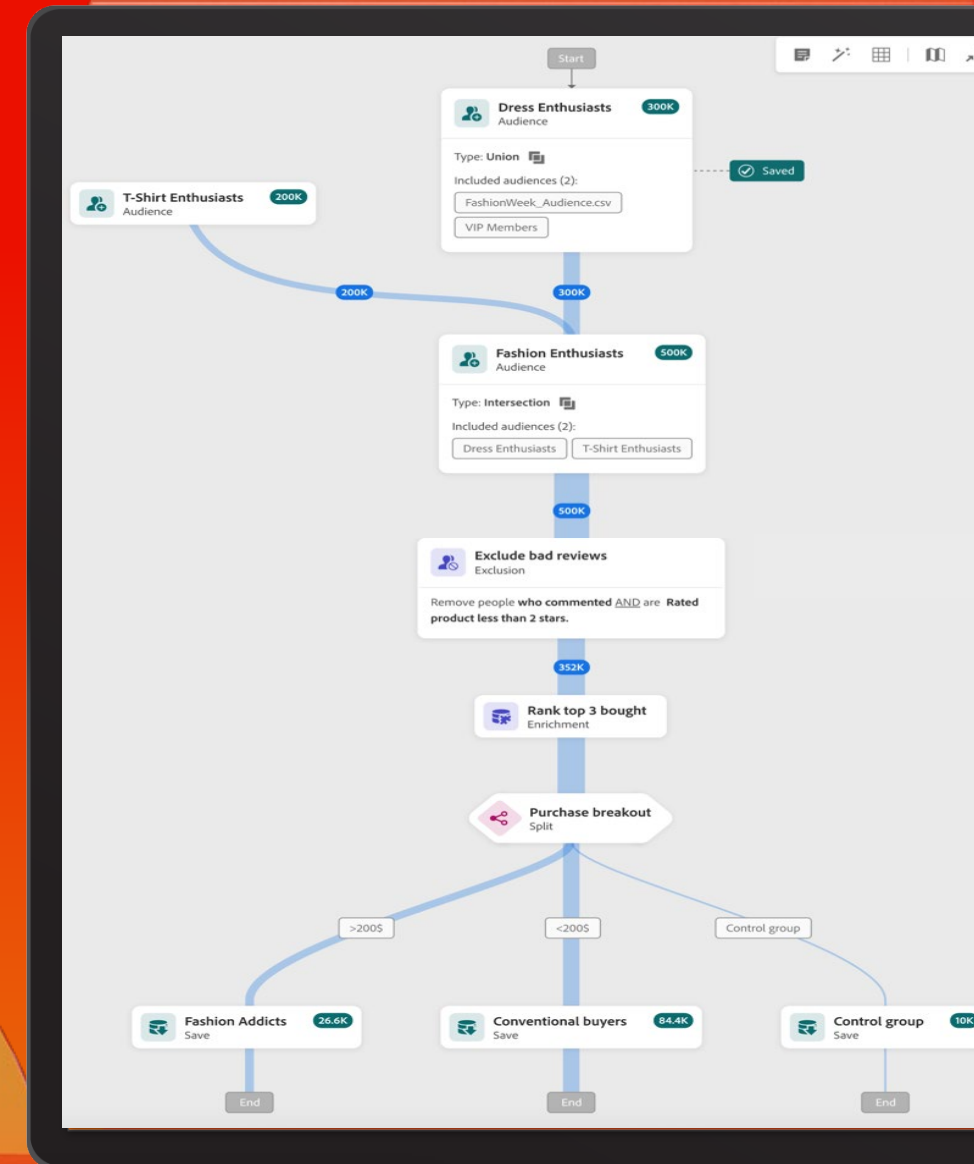 Start
Dress Enthusiasts
300K
Audience
Type: Union
Included audiences (2):
FashionWeek_Audience.csv
VIP Members
Saved
T-Shirt Enthusiasts
200K
Audience
200K
300K
Fashion Enthusiasts
500K
Audience
Type: Intersection
Included audiences (2):
Dress Enthusiasts
T-Shirt Enthusiasts
500K
Exclude bad reviews
Exclusion
Remove people who commented AND are Rated
product less than 2 stars.
352K
Rank top 3 bought
Enrichment
Purchase breakout
Split
>200$
<200$
Control group
Fashion Addicts
26.6K
Save
Conventional buyers
84.4K
Save
Control group
10K
Save
End
End
End